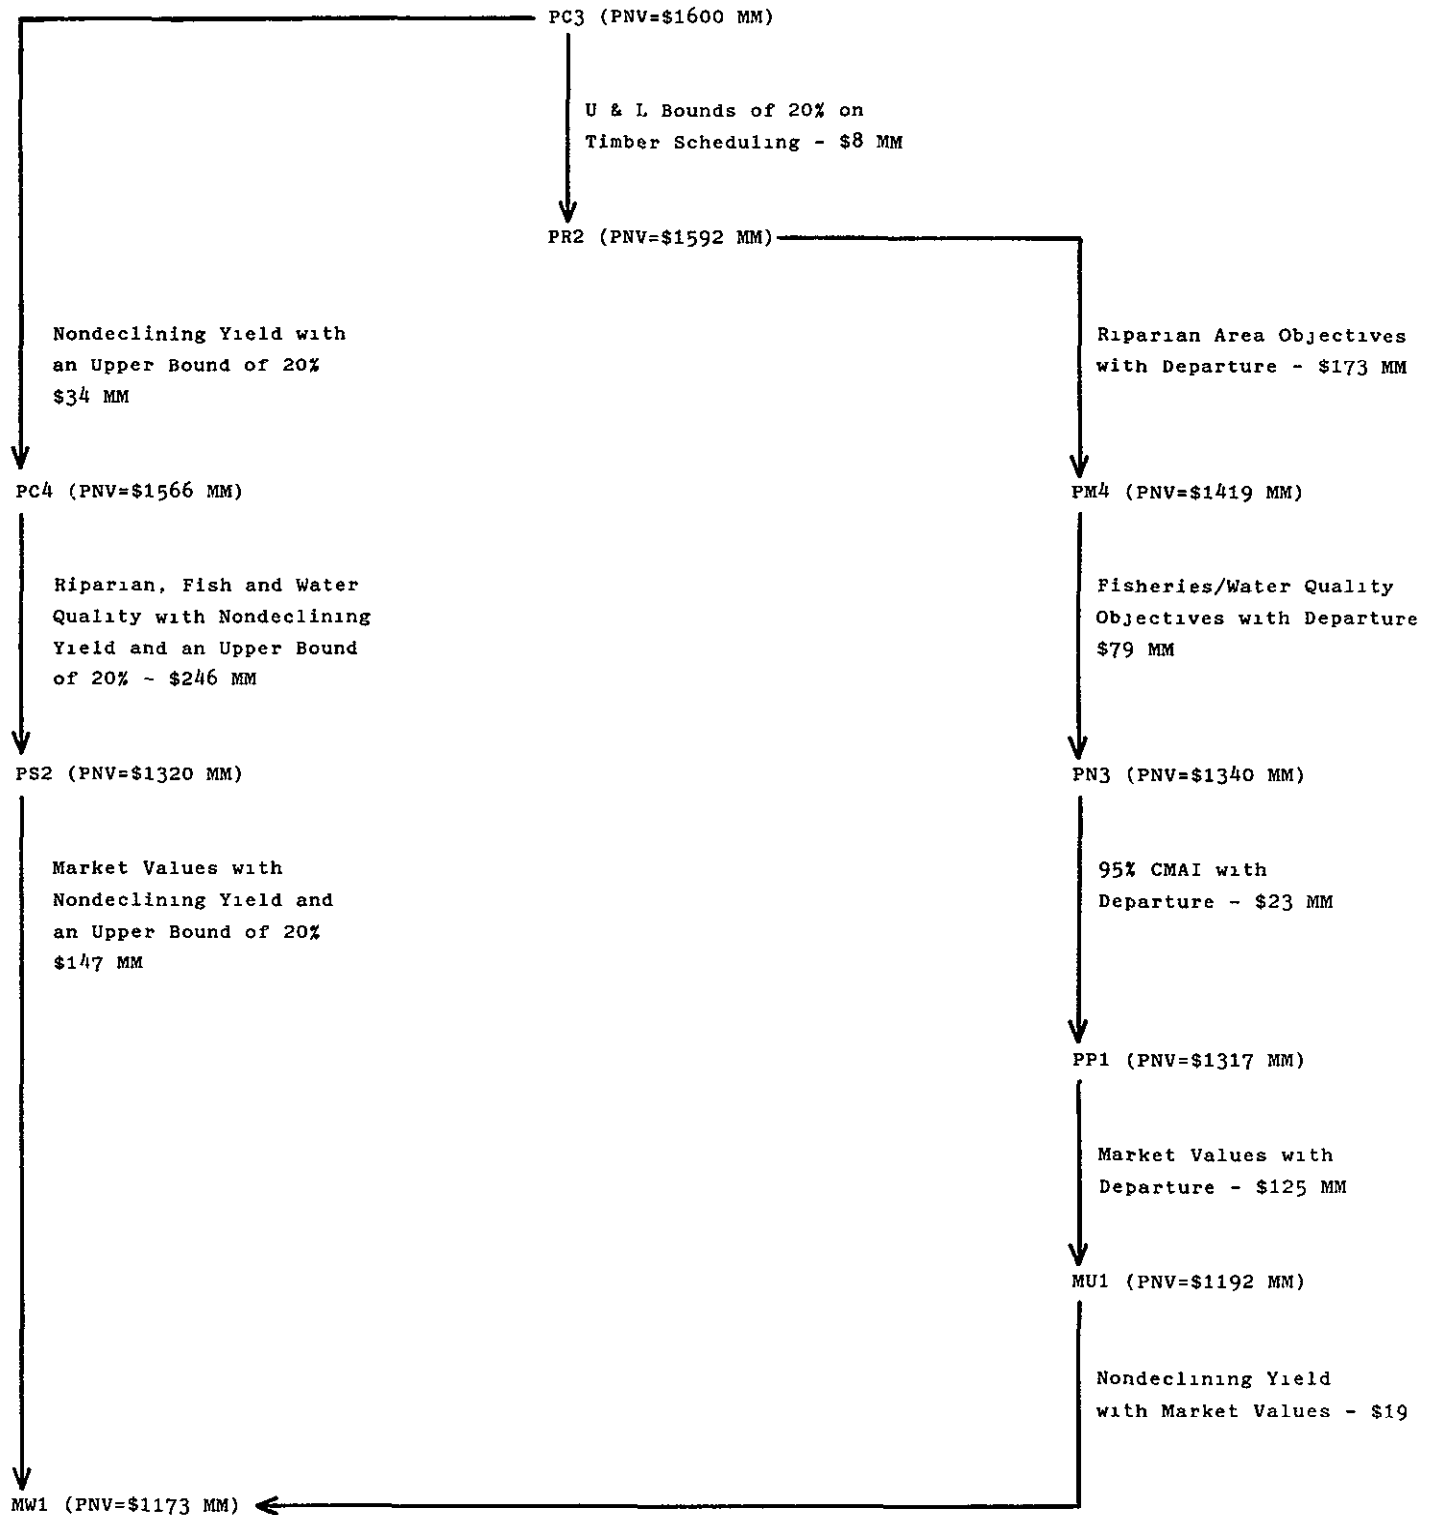 PC3 (PNV=$1600 MM)
U & L Bounds of 20% on
Timber Scheduling - $8 MM
PR2 (PNV=$1592 MM)
Nondeclining Yield with
an Upper Bound of 20%
$34 MM
Riparian Area Objectives
with Departure - $173 MM
PC4 (PNV=$1566 MM)
PM4 (PNV=$1419 MM)
Riparian, Fish and Water
Quality with Nondeclining
Yield and an Upper Bound
of 20% - $246 MM
Fisheries/Water Quality
Objectives with Departure
$79 MM
PS2 (PNV=$1320 MM)
PN3 (PNV=$1340 MM)
Market Values with
Nondeclining Yield and
an Upper Bound of 20%
$147 MM
95% CMAI with
Departure - $23 MM
PP1 (PNV=$1317 MM)
Market Values with
Departure - $125 MM
MU1 (PNV=$1192 MM)
Nondeclining Yield
with Market Values - $19
MW1 (PNV=$1173 MM)